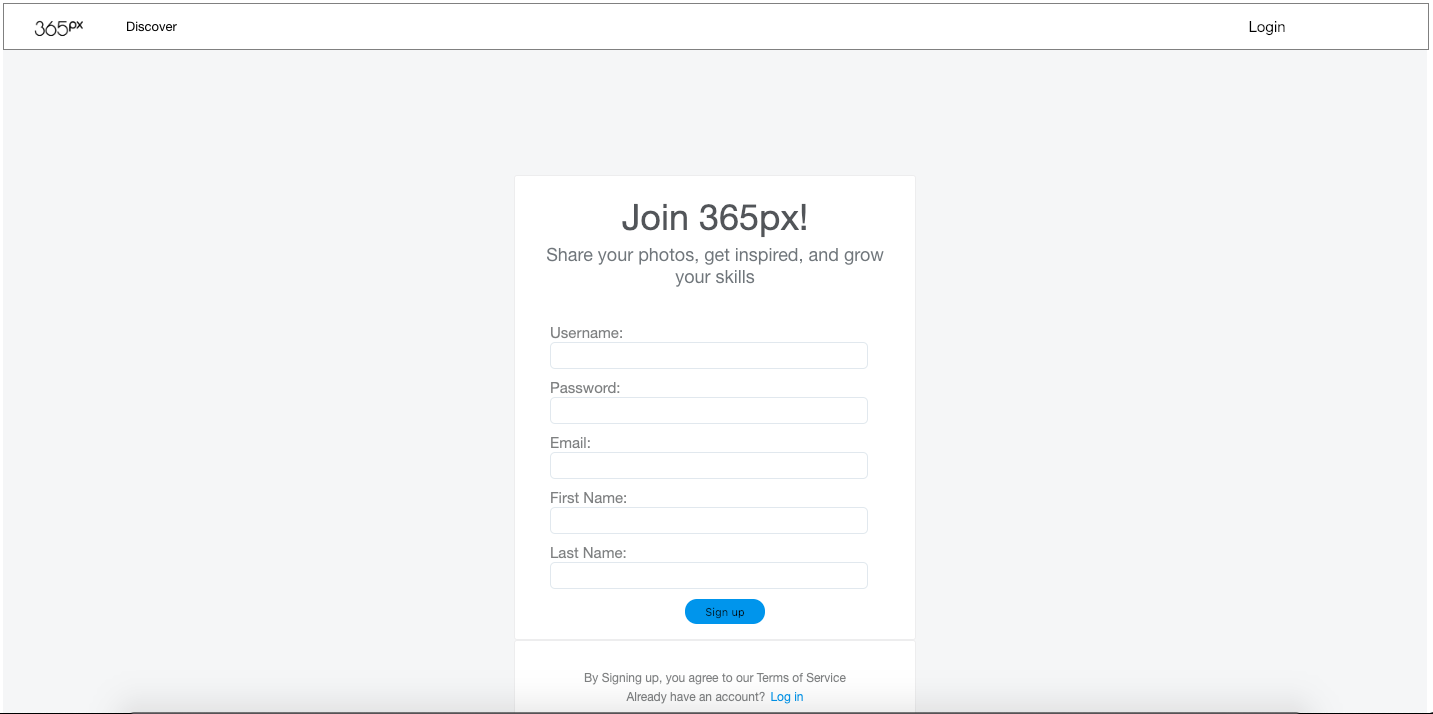 365px
Discover
Login
Join 365px!
Share your photos, get inspired, and grow
your skills
Username:
Password:
Email:
First Name:
Last Name:
Sign up
By Signing up, you agree to our Terms of Service
Already have an account? Log in